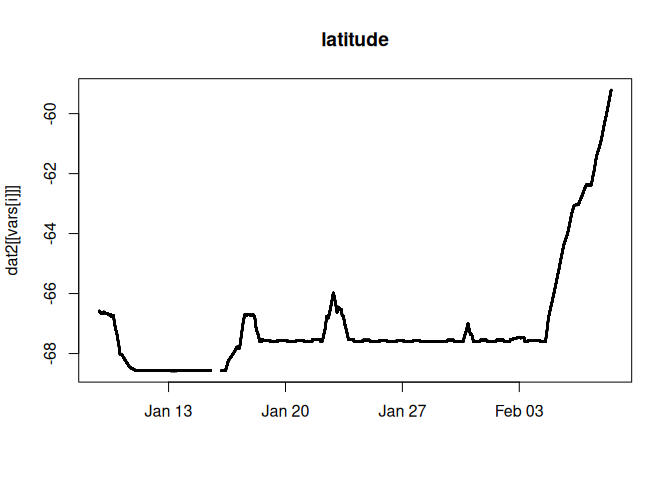 latitude
dat2[[vars[i]]]
-60
-62
-64
-66
-68
Jan 13
Jan 20
Jan 27
Feb 03